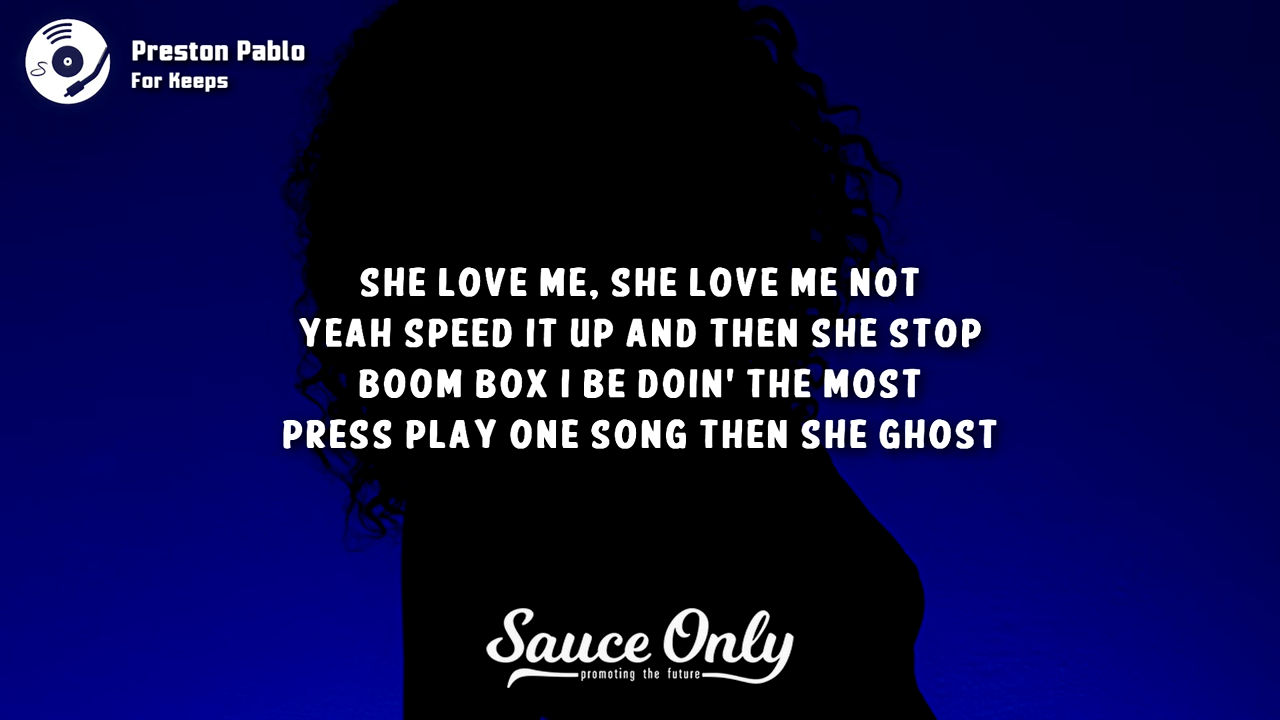 Preston Pablo
For Keeps
SHE LOVE ME, SHE LOVE ME NOT
YEAH SPEED IT UP AND THEN SHE STOP
BOOM BOX I BE DOIN' THE MOST
PRESS PLAY ONE SONG THEN SHE GHOST
Sauce Only
promoting the future